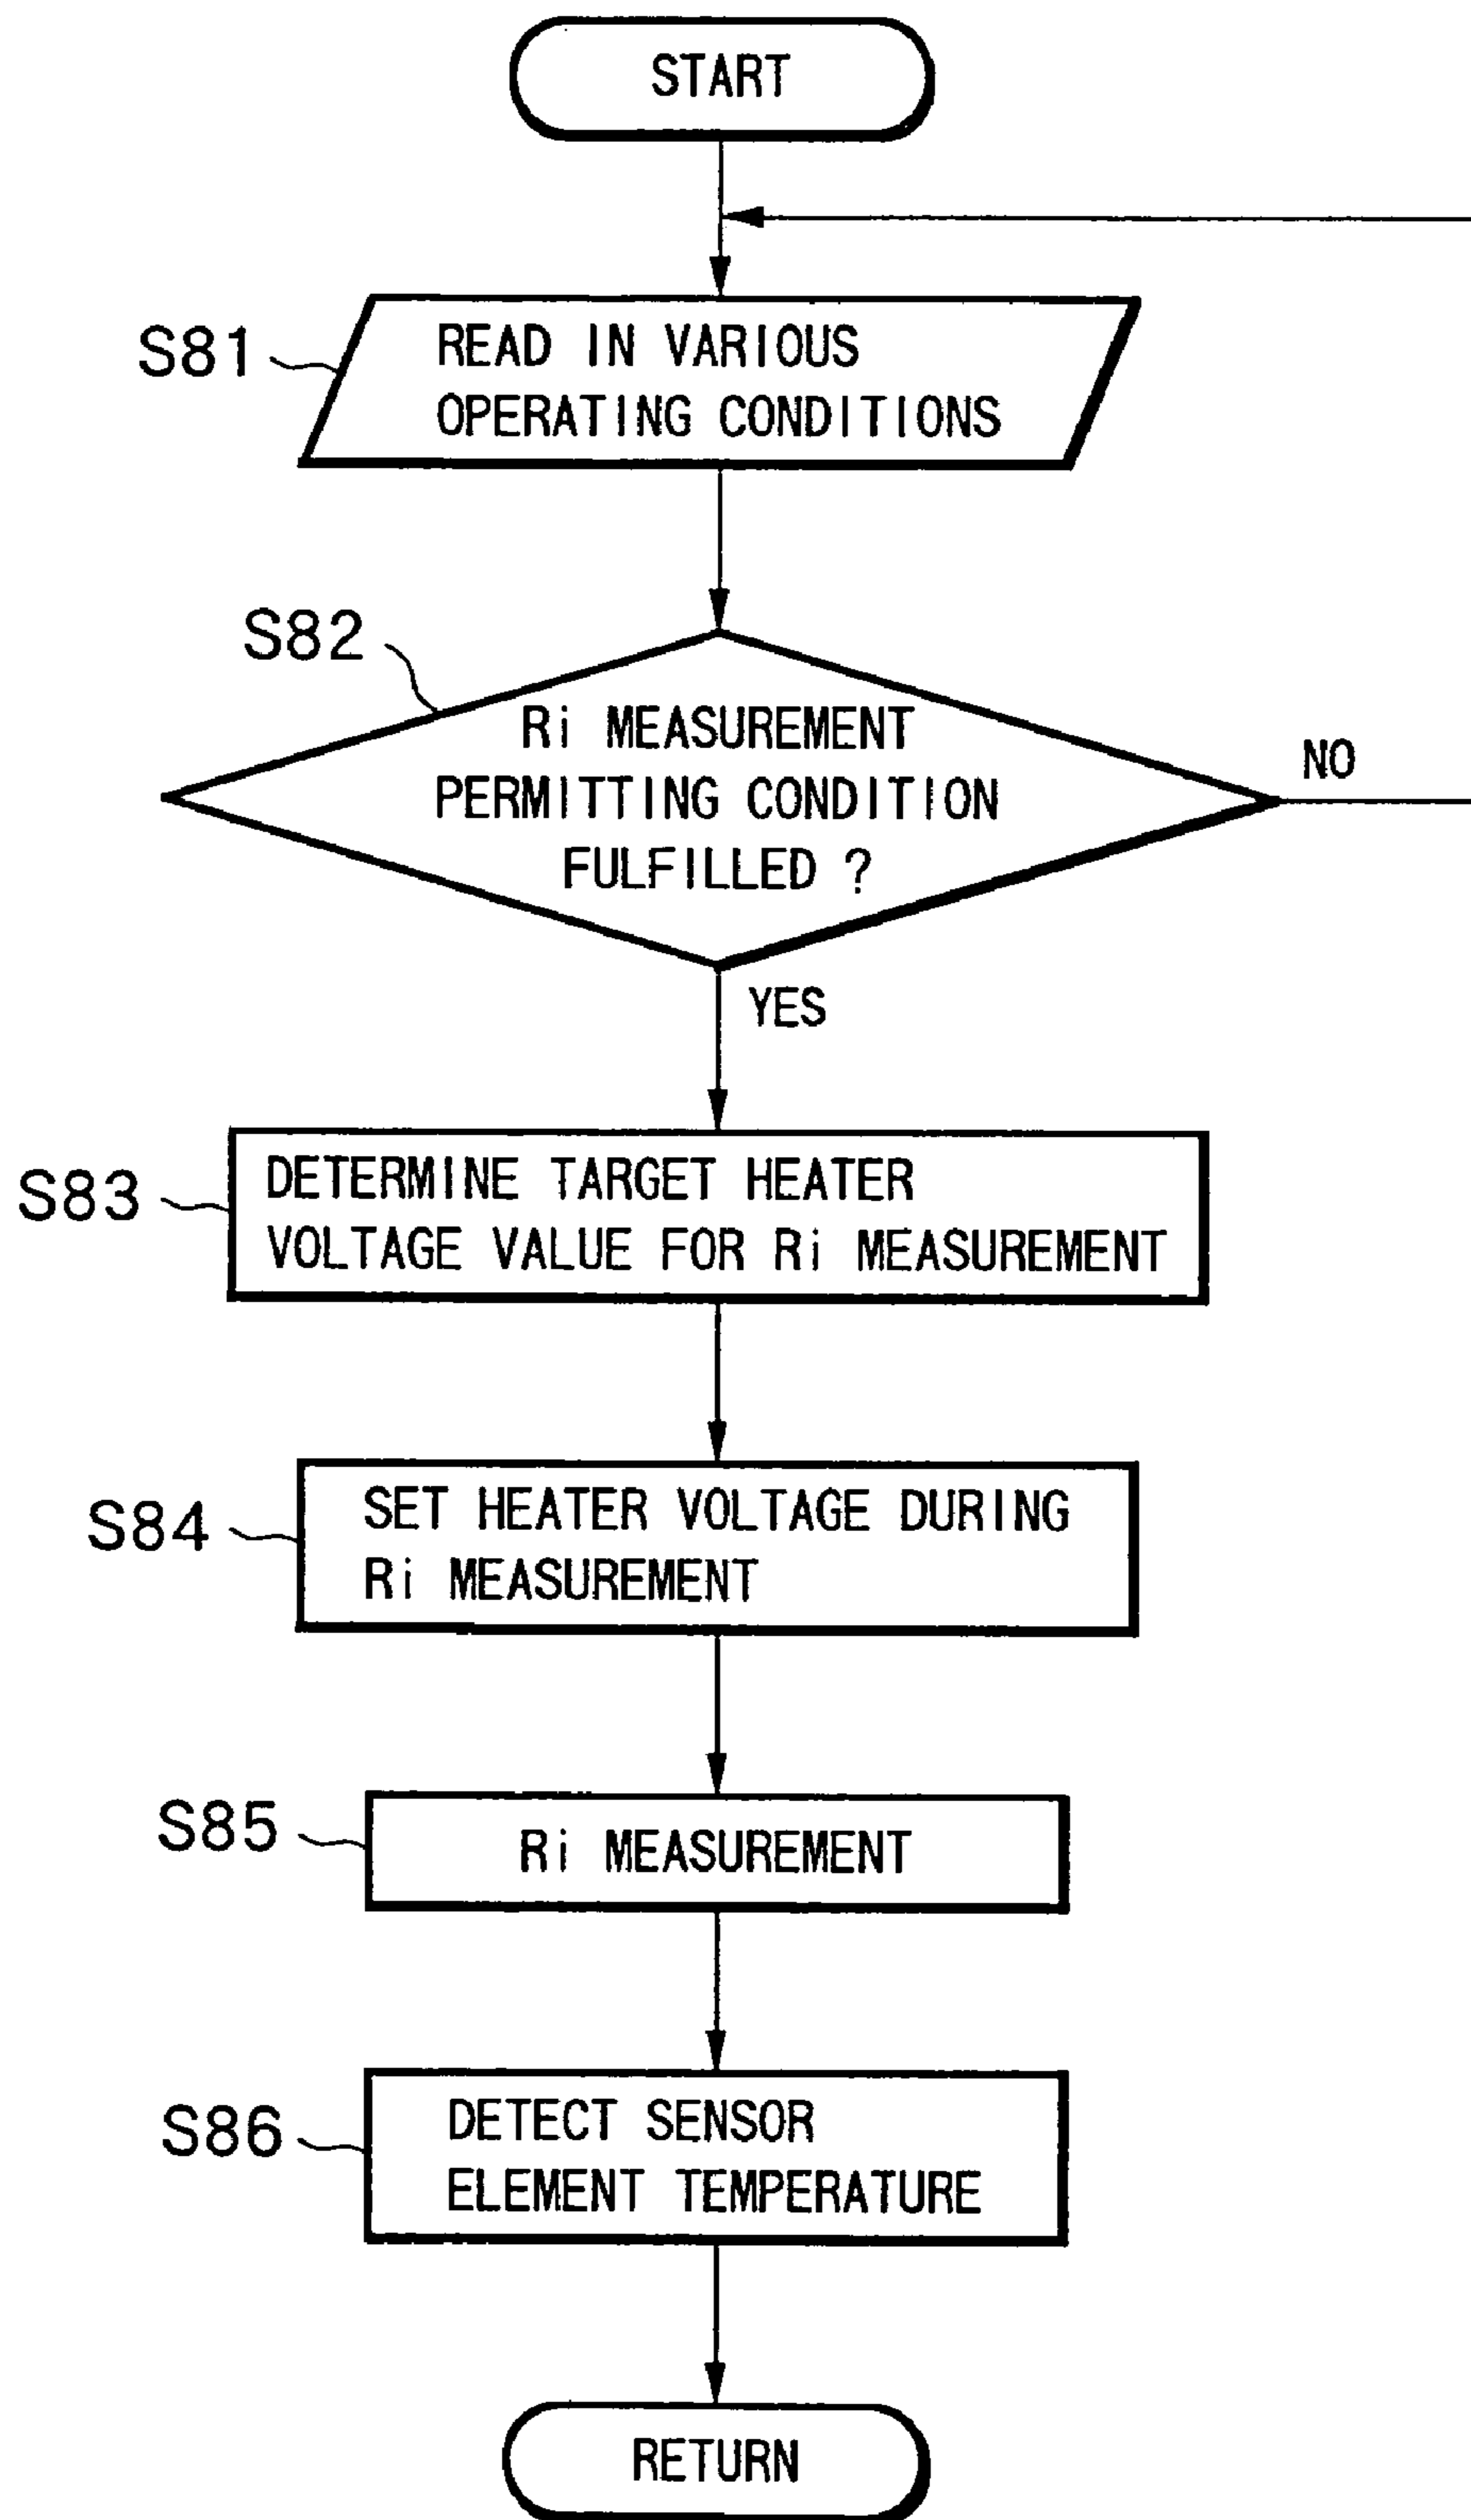 START
S81
READ IN VARIOUS
OPERATING CONDITIONS
S82
Ri MEASUREMENT
PERMITTING CONDITION
FULFILLED ?
NO
YES
S83
DETERMINE TARGET HEATER
VOLTAGE VALUE FOR Ri MEASUREMENT
S84
SET HEATER VOLTAGE DURING
Ri MEASUREMENT
S85
Ri MEASUREMENT
S86
DETECT SENSOR
ELEMENT TEMPERATURE
RETURN